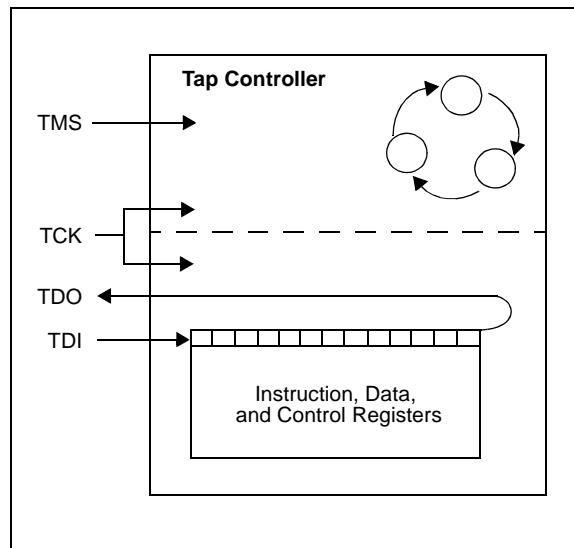 Tap Controller
TMS
TCK
TDO
TDI
Instruction, Data,
and Control Registers